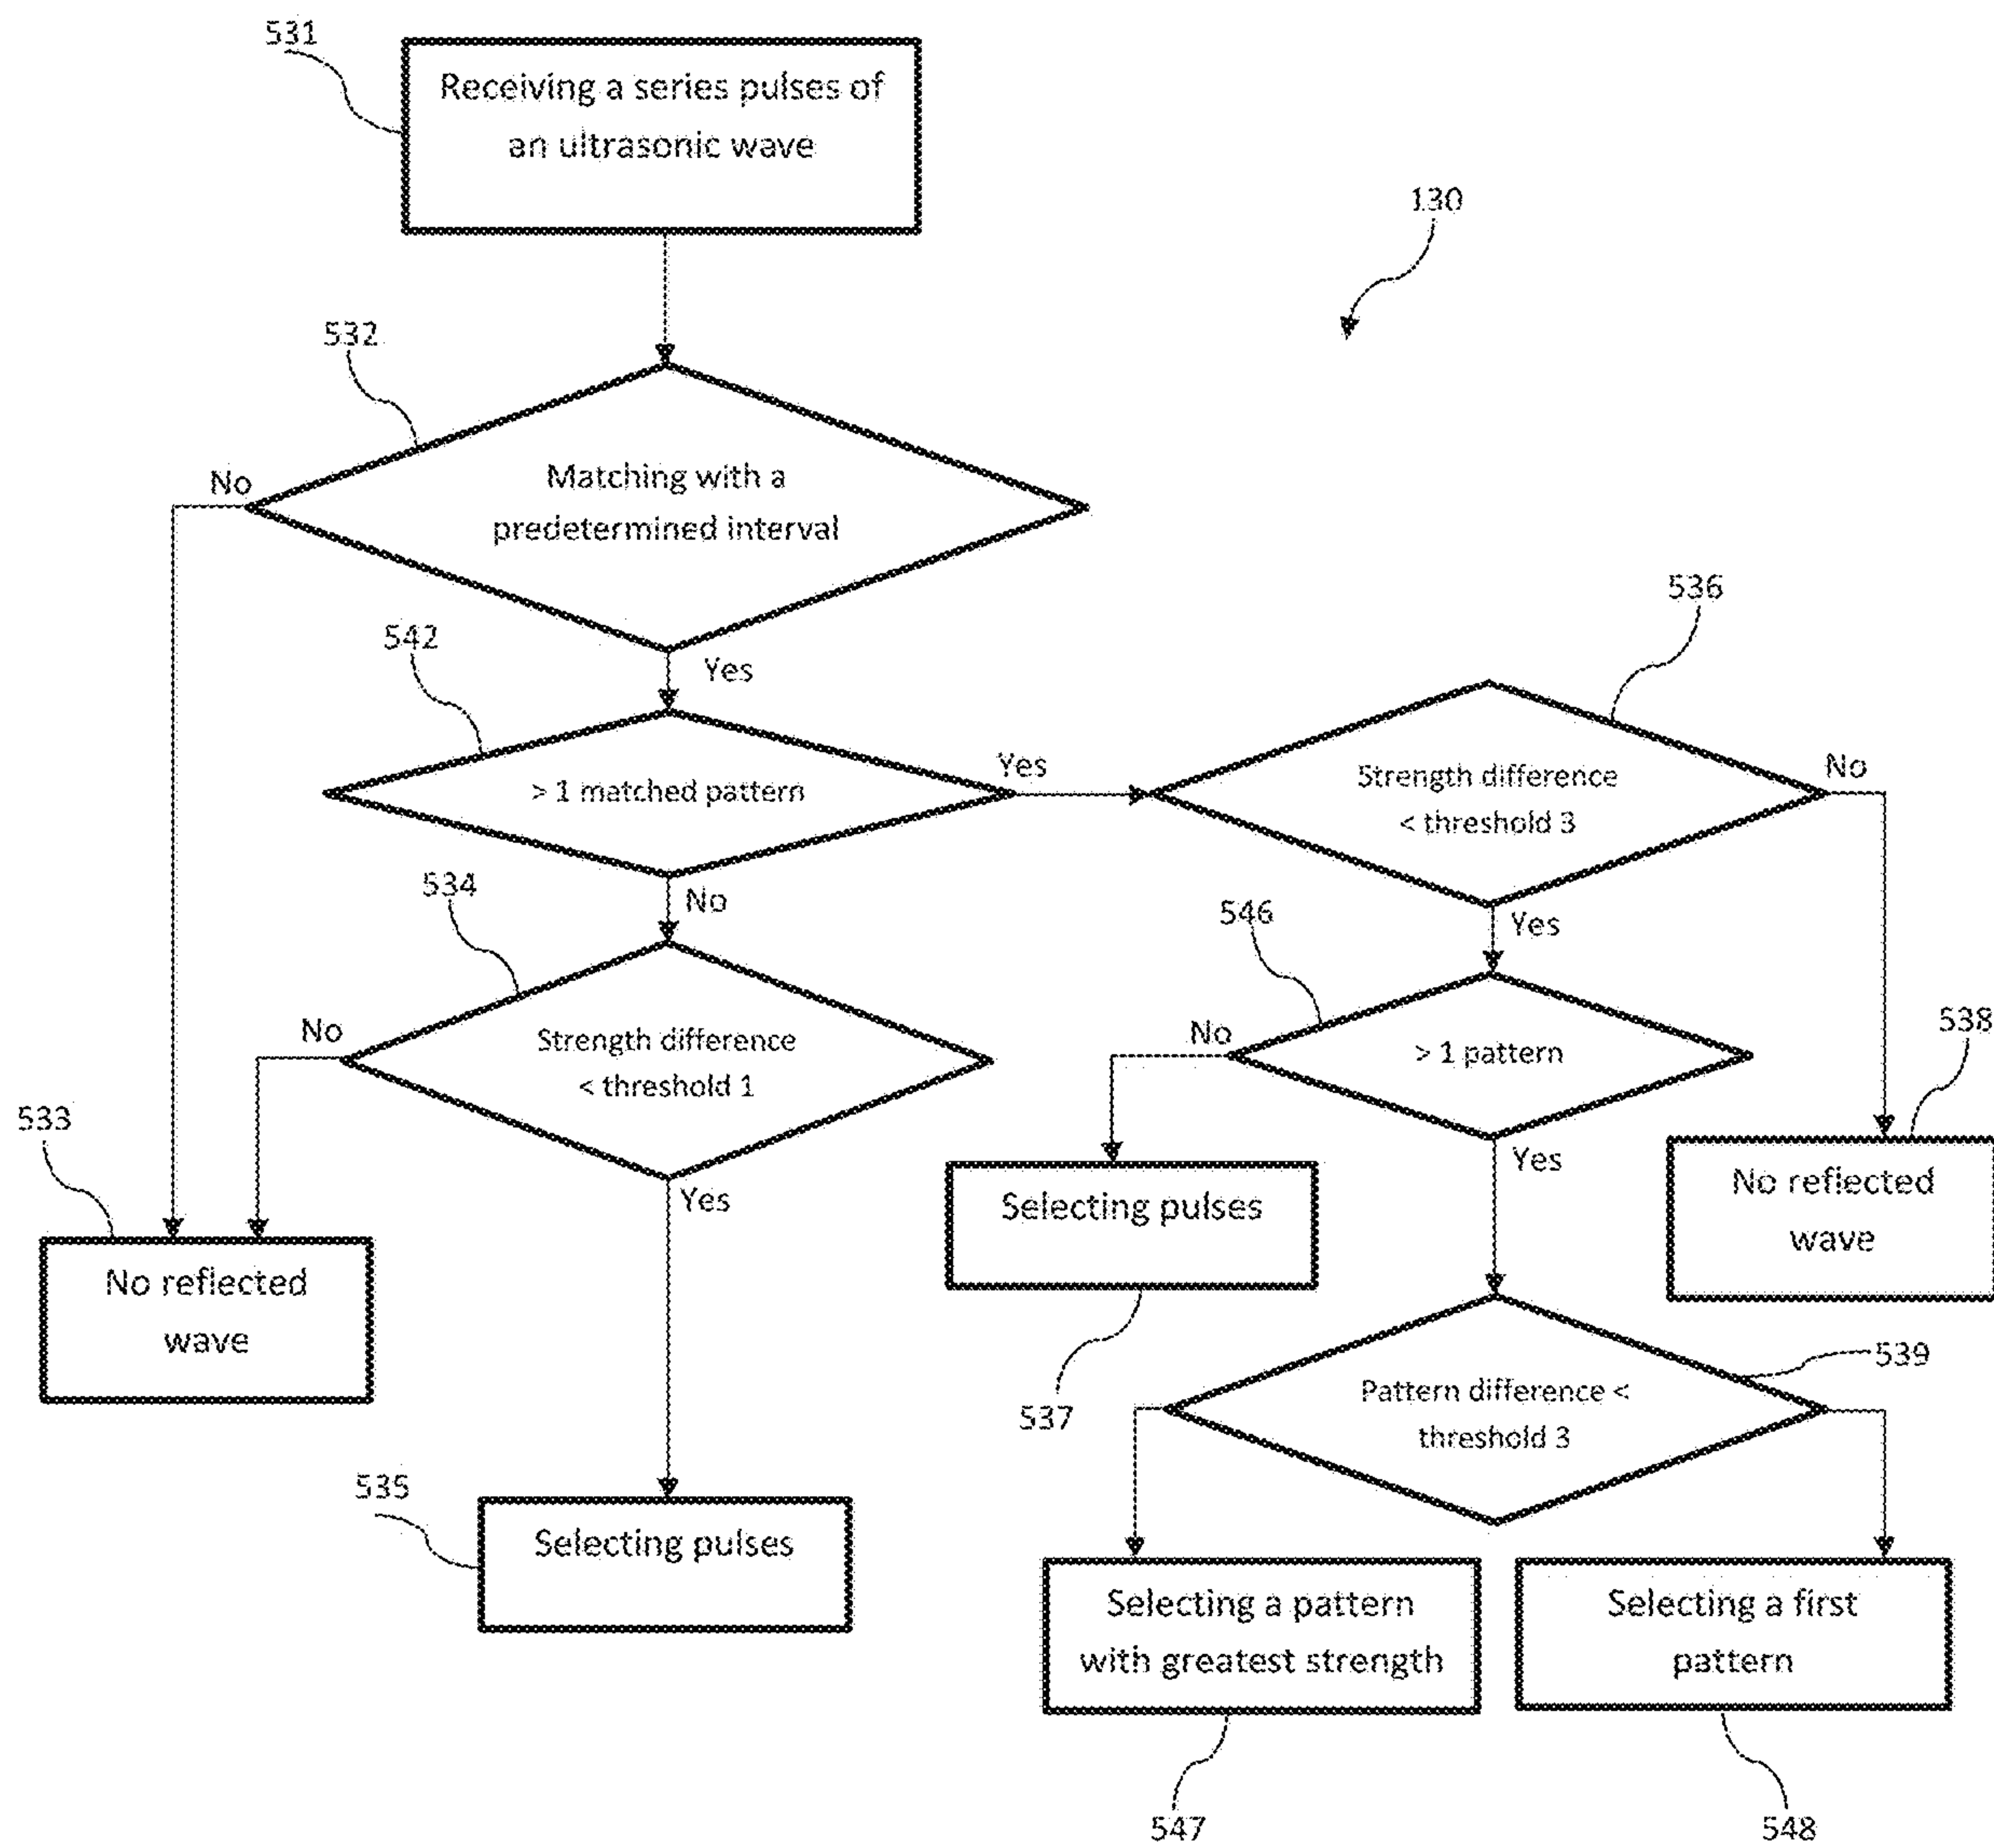 531
Receiving a series pulses of
an ultrasonic wave
130
532
No
Matching with a
predetermined interval
536
542
Yes
> 1 matched pattern
Yes
Strength difference
< threshold 3
No
534
No
546
Yes
No
Strength difference
< threshold 1
No
> 1 pattern
538
533
Yes
Selecting pulses
Yes
No reflected
wave
No reflected
wave
539
537
Pattern difference <
threshold 3
535
Selecting pulses
Selecting a pattern
with greatest strength
Selecting a first
pattern
547
548